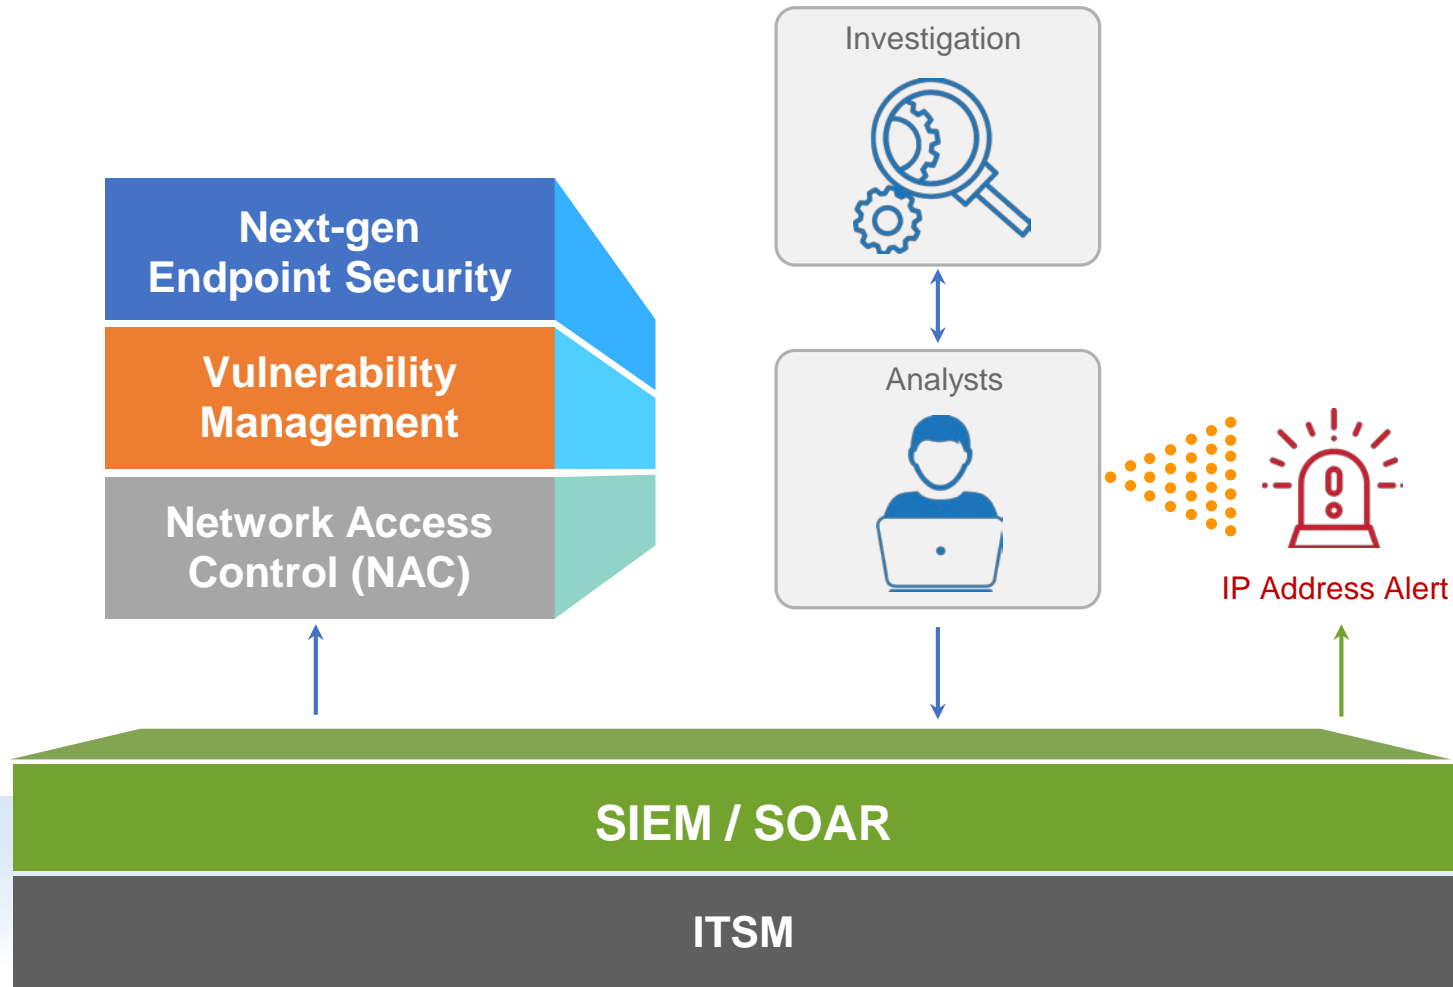 Investigation
Next-gen
Endpoint Security
Vulnerability
Management
Network Access
Control (NAC)
Analysts
IP Address Alert
SIEM / SOAR
ITSM